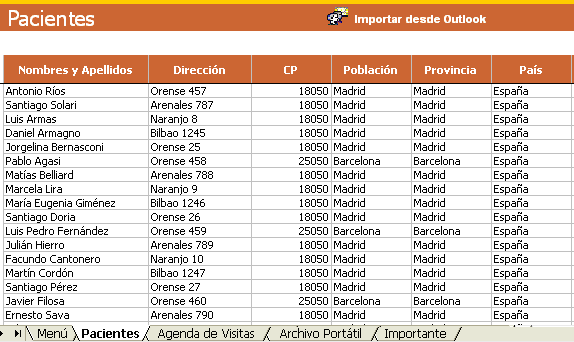 Pacientes Importar desde Outlook
Nombres y Apellidos Dirección CP Población Provincia País
Antonio Ríos Orense 457 18050 Madrid Madrid España
Santiago Solari Arenales 787 18050 Madrid Madrid España
Luis Armas Naranjo 8 18050 Madrid Madrid España
Daniel Armagno Bilbao 1245 18050 Madrid Madrid España
Jorgelina Bernasconi Orense 25 18050 Madrid Madrid España
Pablo Agasi Orense 458 25050 Barcelona Barcelona España
Matías Belliard Arenales 788 18050 Madrid Madrid España
Marcela Lira Naranjo 9 18050 Madrid Madrid España
María Eugenia Giménez Bilbao 1246 18050 Madrid Madrid España
Santiago Doria Orense 26 18050 Madrid Madrid España
Luis Pedro Fernández Orense 459 25050 Barcelona Barcelona España
Julián Hierro Arenales 789 18050 Madrid Madrid España
Facundo Cantonero Naranjo 10 18050 Madrid Madrid España
Martín Cordón Bilbao 1247 18050 Madrid Madrid España
Santiago Pérez Orense 27 18050 Madrid Madrid España
Javier Filosa Orense 460 25050 Barcelona Barcelona España
Ernesto Sava Arenales 790 18050 Madrid Madrid España
Menú Pacientes Agenda de Visitas Archivo Portátil Importante